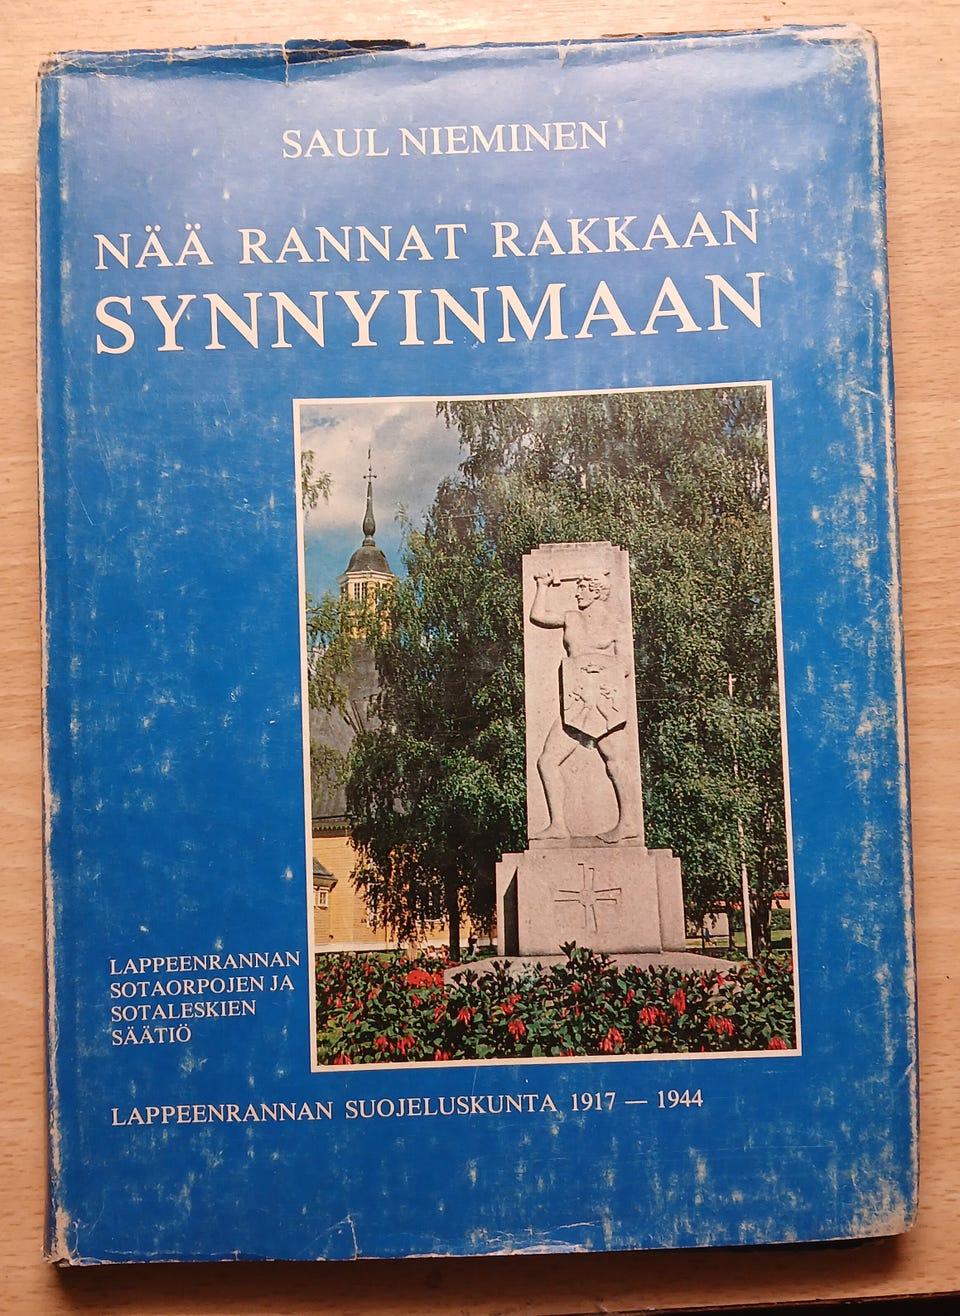 SAUL NIEMINEN
NÄÄ RANNAT RAKKAAN
SYNNYINMAAN
LAPPEENRANNAN
SOTAORPOJEN JA
SOTALESKIEN
SÄÄTIÖ
LAPPEENRANNAN SUOJELUSKUNTA 1917 — 1944